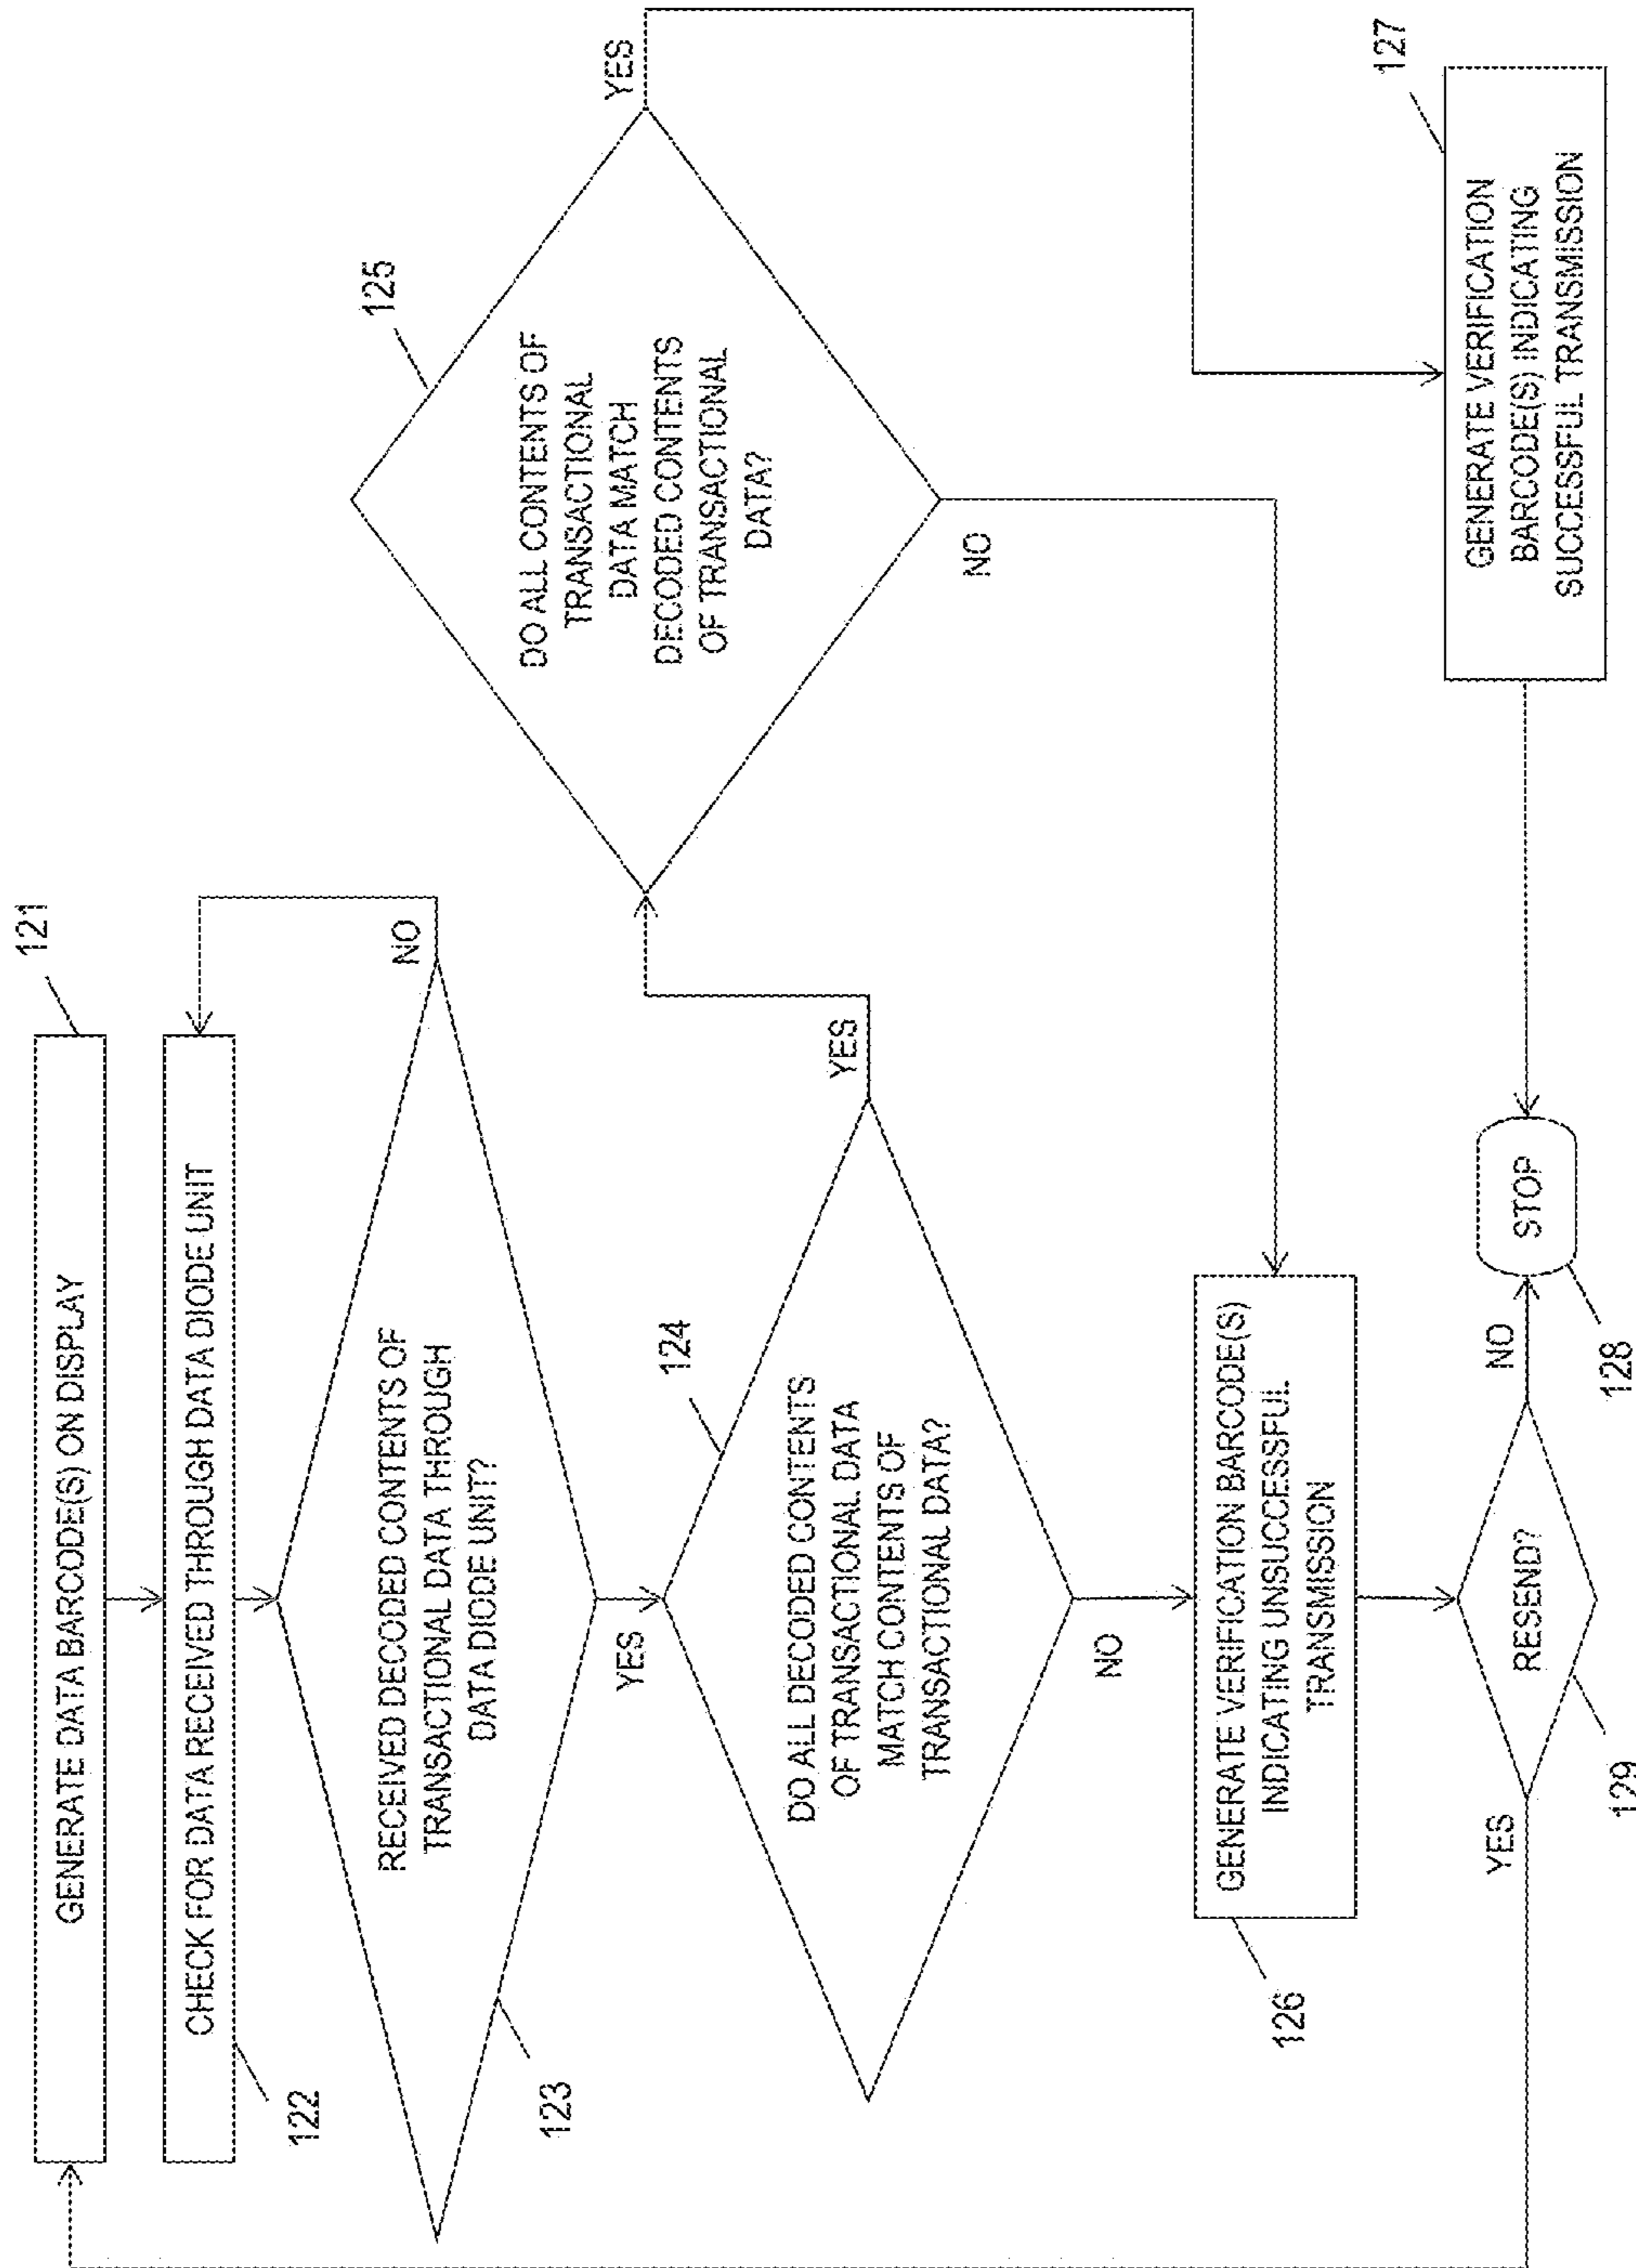 121
GENERATE DATA BARCODE(S) ON DISPLAY
CHECK FOR DATA RECEIVED THROUGH DATA DIODE UNIT
122
NO
RECEIVED DECODED CONTENTS OF
TRANSACTIONAL DATA THROUGH
DATA DIODE UNIT?
123
YES
124
DO ALL DECODED CONTENTS
OF TRANSACTIONAL DATA
MATCH CONTENTS OF
TRANSACTIONAL DATA?
YES
NO
125
DO ALL CONTENTS OF
TRANSACTIONAL
DATA MATCH
DECODED CONTENTS
OF TRANSACTIONAL
DATA?
YES
NO
GENERATE VERIFICATION BARCODE(S)
INDICATING UNSUCCESSFUL
TRANSMISSION
126
127
GENERATE VERIFICATION
BARCODE(S) INDICATING
SUCCESSFUL TRANSMISSION
YES
RESEND?
NO
STOP
129
128